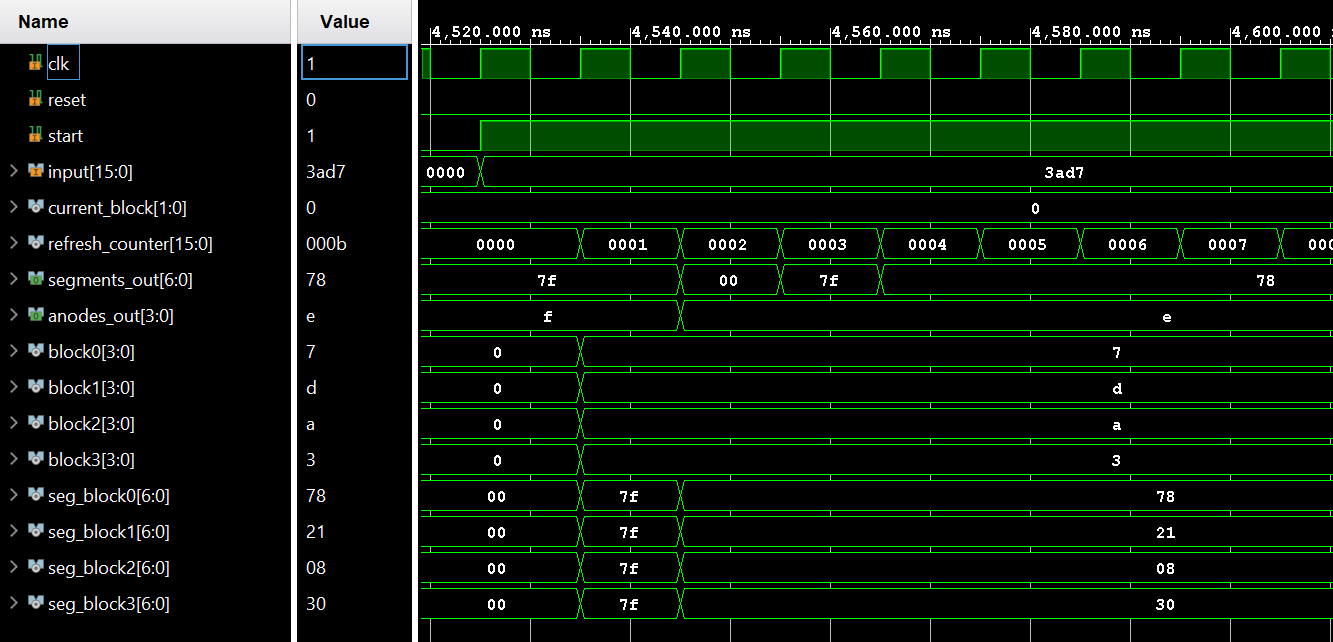 Name Value 4,520.000 ns 4,540.000 ns 4,560.000 ns 4,580.000 ns 4,600.000 ns
clk 1
reset 0
start 1
input[15:0] 3ad7 0000 3ad7
current_block[1:0] 0 0
refresh_counter[15:0] 000b 0000 0001 0002 0003 0004 0005 0006 0007 000
segments_out[6:0] 78 7f 00 7f 78
anodes_out[3:0] e f e
block0[3:0] 7 0 7
block1[3:0] d 0 d
block2[3:0] a 0 a
block3[3:0] 3 0 3
seg_block0[6:0] 78 00 7f 78
seg_block1[6:0] 21 00 7f 21
seg_block2[6:0] 08 00 7f 08
seg_block3[6:0] 30 00 7f 30